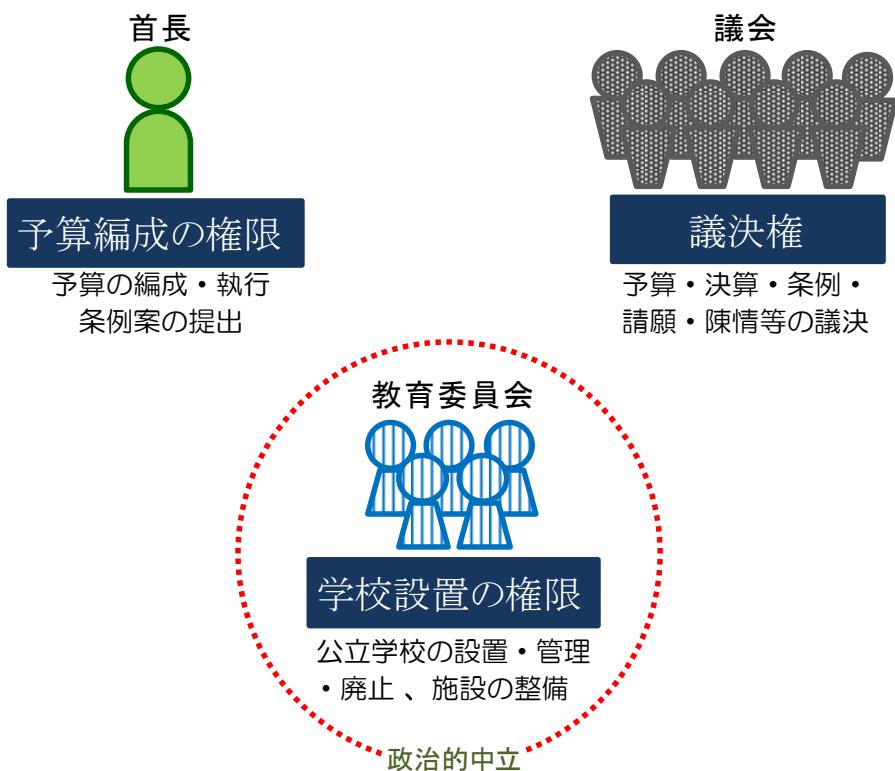 首長
予算編成の権限
予算の編成・執行
条例案の提出
議会
議決権
予算・決算・条例・
請願・陳情等の議決
教育委員会
学校設置の権限
公立学校の設置・管理
・廃止 、施設の整備
政治的中立